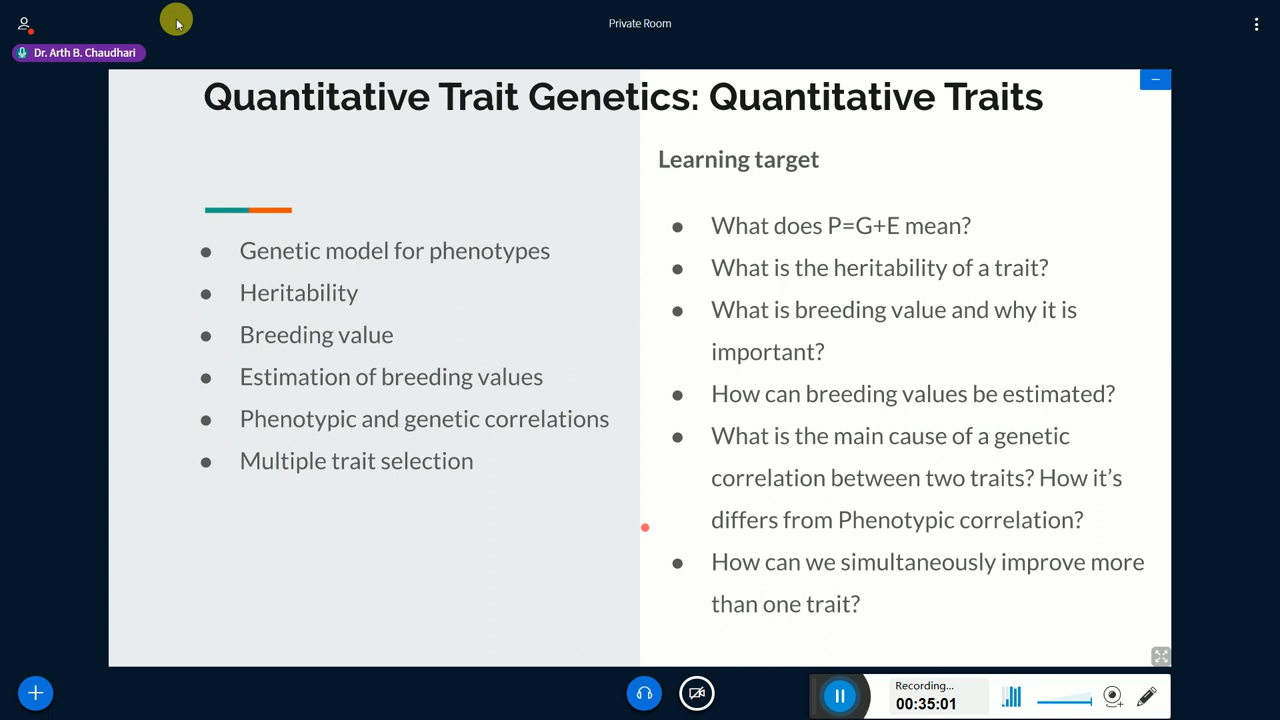 Private Room
Dr. Arth B. Chaudhari
Quantitative Trait Genetics: Quantitative Traits
● Genetic model for phenotypes
● Heritability
● Breeding value
● Estimation of breeding values
● Phenotypic and genetic correlations
● Multiple trait selection
Learning target
● What does P=G+E mean?
● What is the heritability of a trait?
● What is breeding value and why it is
important?
● How can breeding values be estimated?
● What is the main cause of a genetic
correlation between two traits? How it's
differs from Phenotypic correlation?
● How can we simultaneously improve more
than one trait?
Recording...
00:35:01